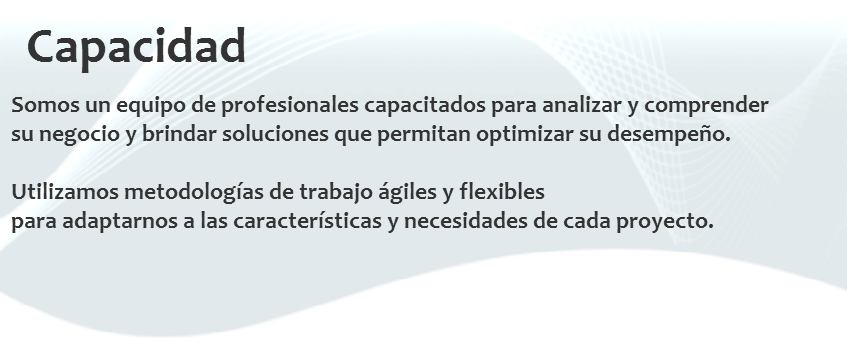 Capacidad
Somos un equipo de profesionales capacitados para analizar y comprender
su negocio y brindar soluciones que permitan optimizar su desempeño.
Utilizamos metodologías de trabajo ágiles y flexibles
para adaptarnos a las características y necesidades de cada proyecto.